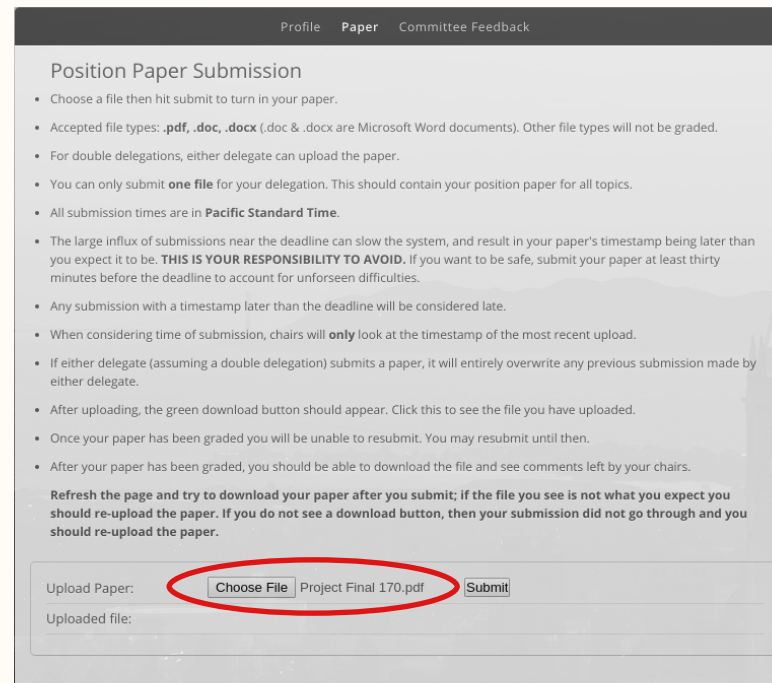 Profile Paper Committee Feedback
Position Paper Submission
• Choose a file then hit submit to turn in your paper.
• Accepted file types: .pdf, .doc, .docx (.doc & .docx are Microsoft Word documents). Other file types will not be graded.
• For double delegations, either delegate can upload the paper.
• You can only submit one file for your delegation. This should contain your position paper for all topics.
• All submission times are in Pacific Standard Time.
• The large influx of submissions near the deadline can slow the system, and result in your paper's timestamp being later than
you expect it to be. THIS IS YOUR RESPONSIBILITY TO AVOID. If you want to be safe, submit your paper at least thirty
minutes before the deadline to account for unforseen difficulties.
• Any submission with a timestamp later than the deadline will be considered late.
• When considering time of submission, chairs will only look at the timestamp of the most recent upload.
• If either delegate (assuming a double delegation) submits a paper, it will entirely overwrite any previous submission made by
either delegate.
• After uploading, the green download button should appear. Click this to see the file you have uploaded.
• Once your paper has been graded you will be unable to resubmit. You may resubmit until then.
• After your paper has been graded, you should be able to download the file and see comments left by your chairs.
Refresh the page and try to download your paper after you submit; if the file you see is not what you expect you
should re-upload the paper. If you do not see a download button, then your submission did not go through and you
should re-upload the paper.
Upload Paper: Choose File Project Final 170.pdf Submit
Uploaded file: